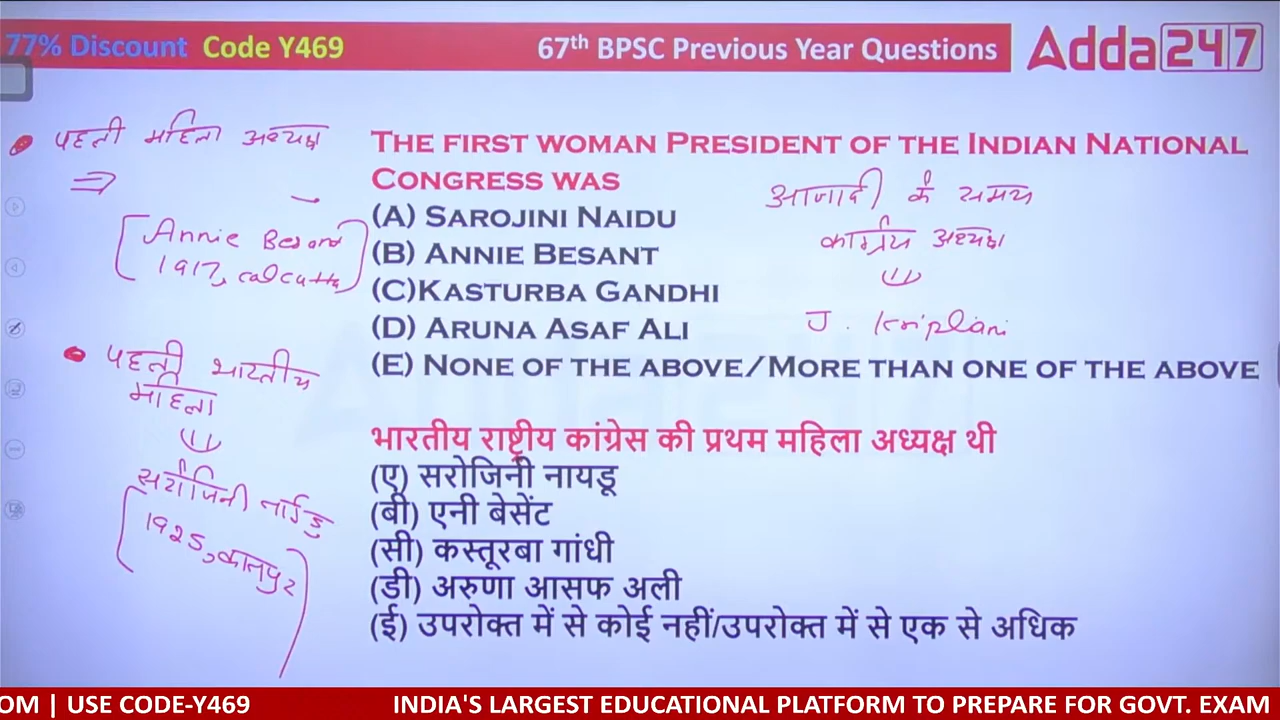 77% Discount Code Y469
67th BPSC Previous Year Questions
Adda247
THE FIRST WOMAN PRESIDENT OF THE INDIAN NATIONAL
CONGRESS WAS
(A) SAROJINI NAIDU
(B) ANNIE BESANT
(C)KASTURBA GANDHI
(D) ARUNA ASAF ALI
(E) NONE OF THE ABOVE/MORE THAN ONE OF THE ABOVE
भारतीय राष्ट्रीय कांग्रेस की प्रथम महिला अध्यक्ष थी
(ए) सरोजिनी नायडू
(बी) एनी बेसेंट
(सी) कस्तूरबा गांधी
(डी) अरुणा आसफ अली
(ई) उपरोक्त में से कोई नहीं/उपरोक्त में से एक से अधिक
पहली महिला अध्यक्ष
Annie Besant
1917, Calcutta
पहली भारतीय
महिला
सरोजिनी नाईडु
1925, कानपुर
आजादी के समय
कांग्रेस अध्यक्ष
J. Kriplani
OM | USE CODE-Y469
INDIA'S LARGEST EDUCATIONAL PLATFORM TO PREPARE FOR GOVT. EXAM